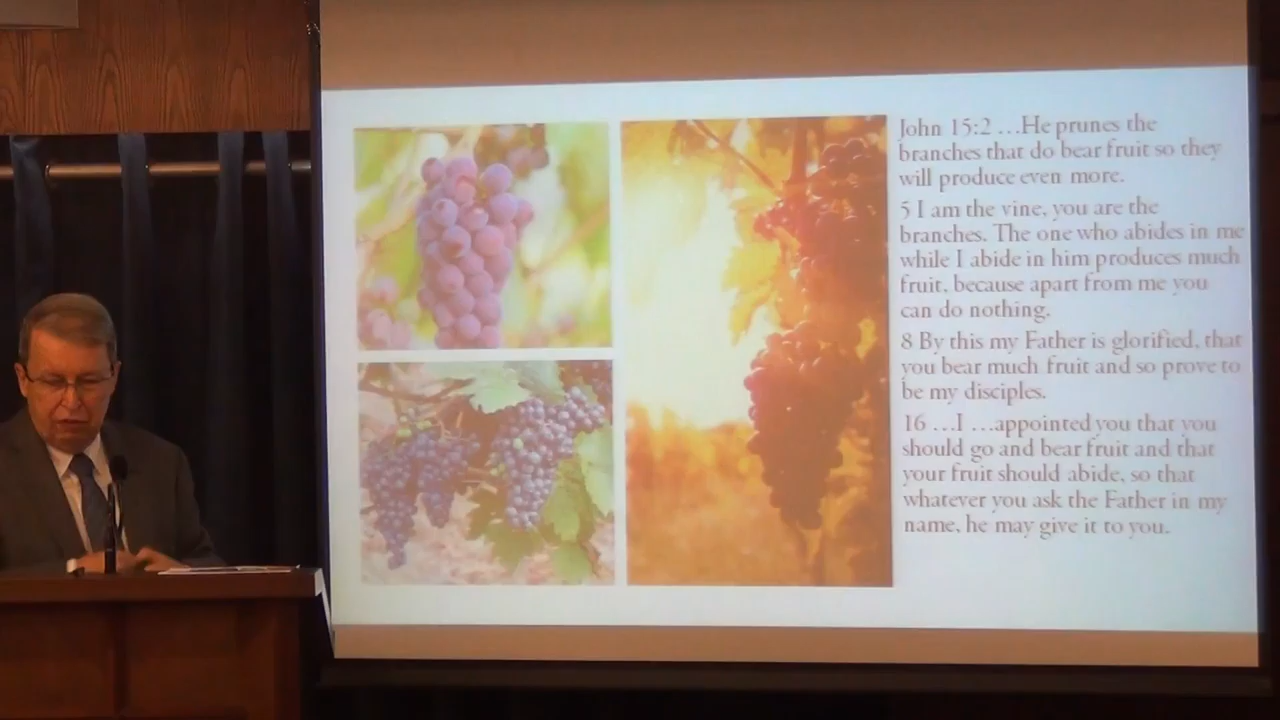 John 15:2 ...He prunes the
branches that do bear fruit so they
will produce even more.
5 I am the vine, you are the
branches. The one who abides in me
while I abide in him produces much
fruit, because apart from me you
can do nothing.
8 By this my Father is glorified, that
you bear much fruit and so prove to
be my disciples.
16 ...I ...appointed you that you
should go and bear fruit and that
your fruit should abide, so that
whatever you ask the Father in my
name, he may give it to you.